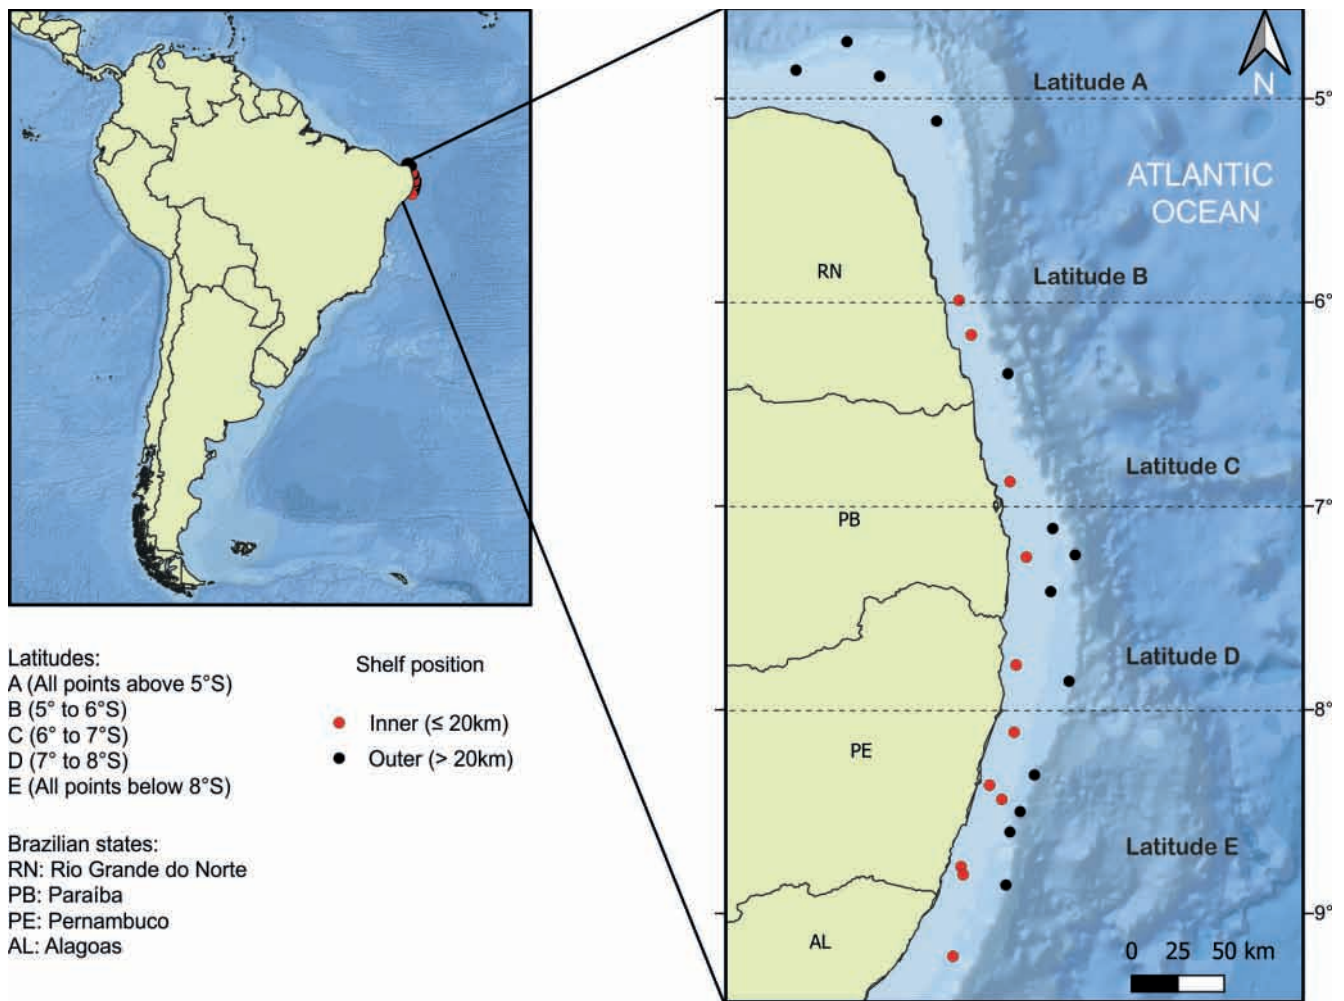 N
Latitude A
5°
ATLANTIC
OCEAN
RN
Latitude B
6°
Latitude C
7°
PB
Latitude D
8°
PE
Latitude E
9°
AL
0 25 50 km
Latitudes:
A (All points above 5°S)
B (5° to 6°S)
C (6° to 7°S)
D (7° to 8°S)
E (All points below 8°S)
Shelf position
Inner (≤ 20km)
Outer (> 20km)
Brazilian states:
RN: Rio Grande do Norte
PB: Paraíba
PE: Pernambuco
AL: Alagoas